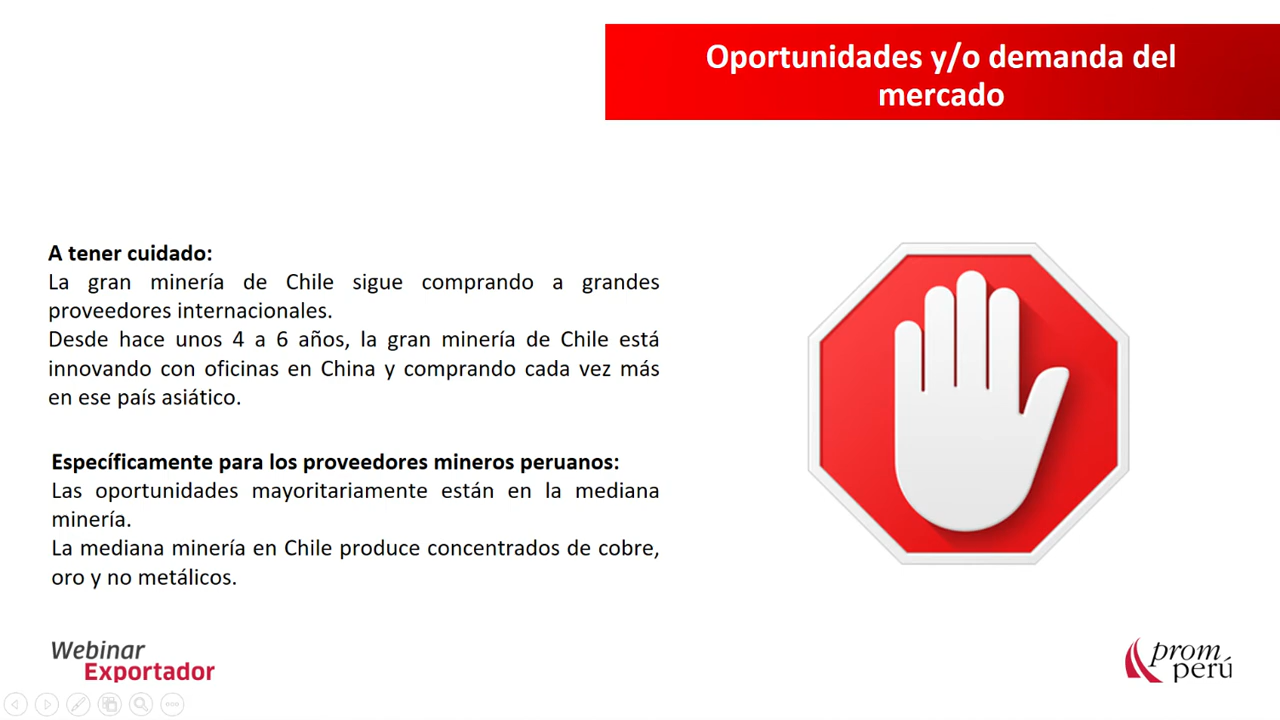 Oportunidades y/o demanda del
mercado
A tener cuidado:
La gran minería de Chile sigue comprando a grandes
proveedores internacionales.
Desde hace unos 4 a 6 años, la gran minería de Chile está
innovando con oficinas en China y comprando cada vez más
en ese país asiático.
Específicamente para los proveedores mineros peruanos:
Las oportunidades mayoritariamente están en la mediana
minería.
La mediana minería en Chile produce concentrados de cobre,
oro y no metálicos.
Webinar
Exportador
prom
perú